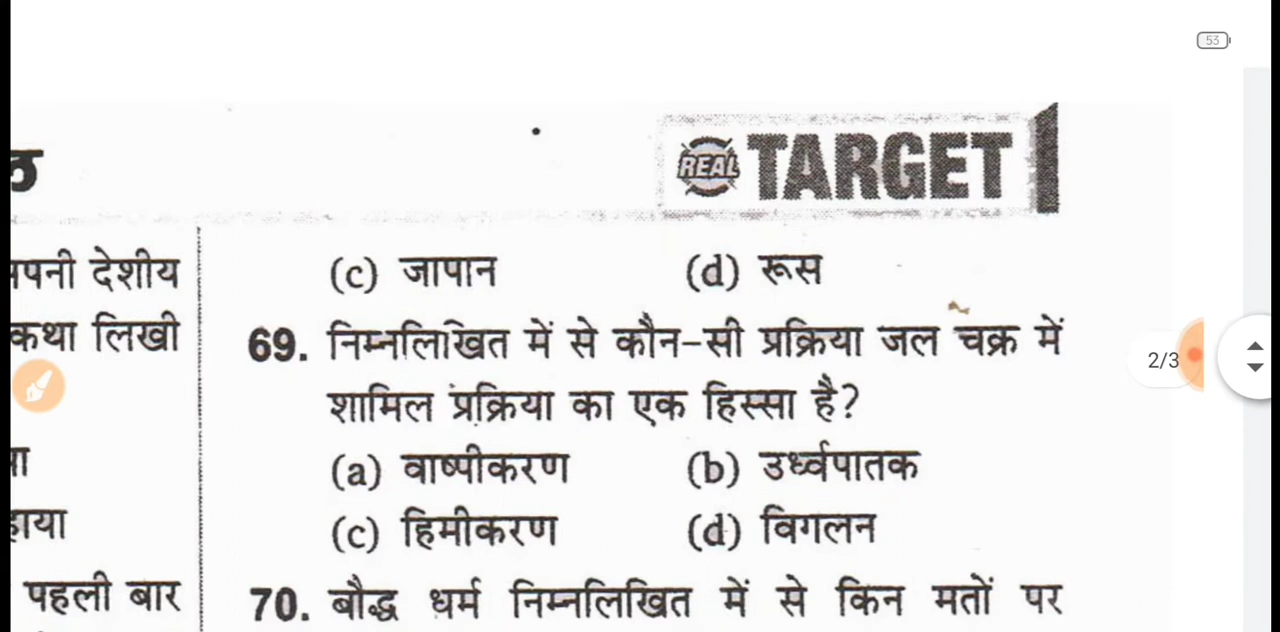 53
REAL TARGET
देशीय
कथा लिखी
पहली बार
(c) जापान (d) रूस
69. निम्नलिखित में से कौन-सी प्रक्रिया जल चक्र में
शामिल प्रक्रिया का एक हिस्सा है?
(a) वाष्पीकरण (b) उर्ध्वपातक
(c) हिमीकरण (d) विगलन
70. बौद्ध धर्म निम्नलिखित में से किन मतों पर
2/3